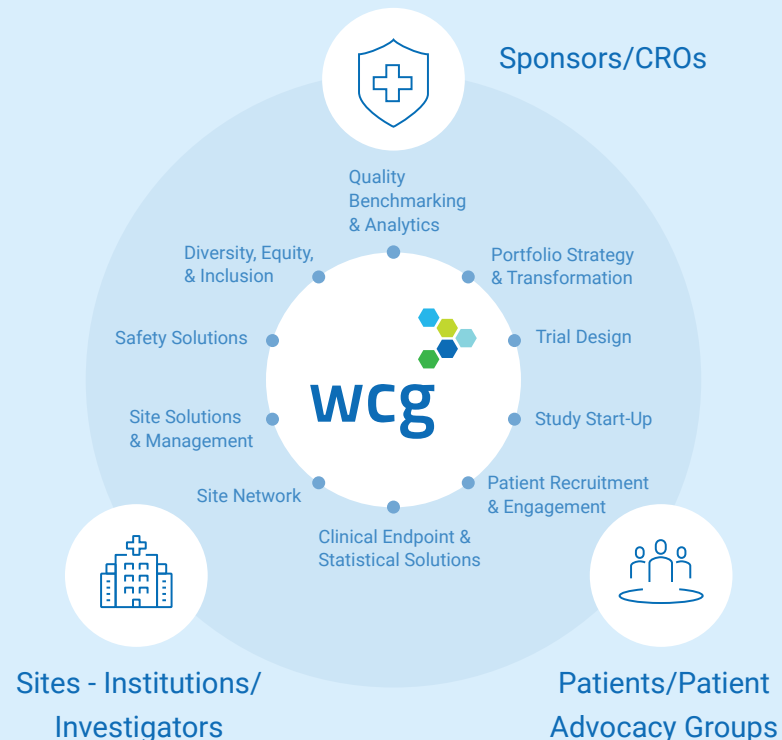 Sponsors/CROs
Quality
Benchmarking
& Analytics
Diversity, Equity,
& Inclusion
Portfolio Strategy
& Transformation
Safety Solutions
Trial Design
wcg
Site Solutions
& Management
Study Start-Up
Site Network
Patient Recruitment
& Engagement
Clinical Endpoint &
Statistical Solutions
Sites - Institutions/
Investigators
Patients/Patient
Advocacy Groups